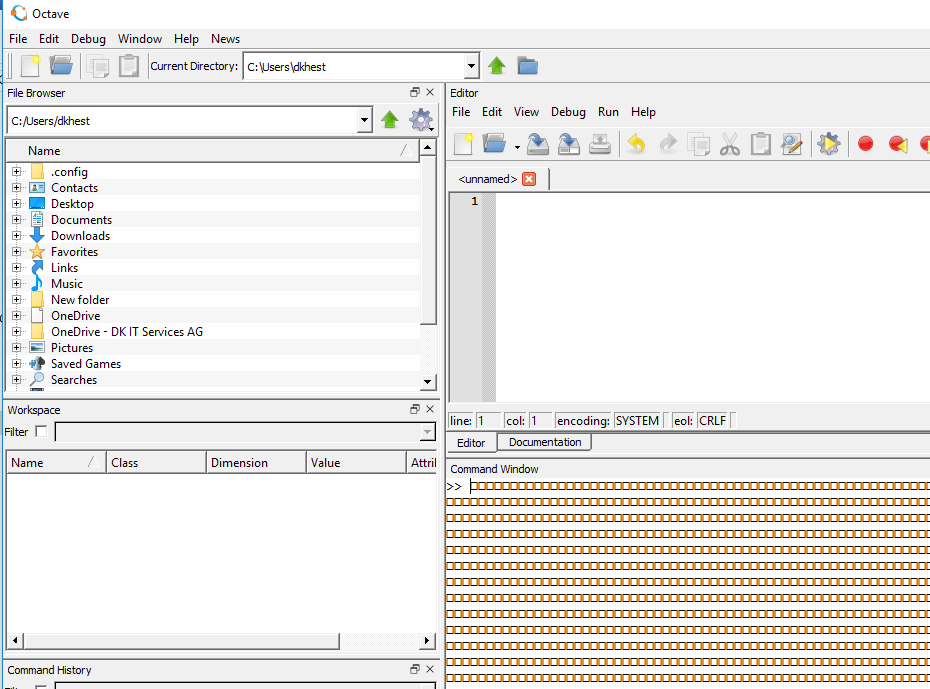 Octave
File Edit Debug Window Help News
Current Directory: C:\Users\dkhest
File Browser
C:/Users/dkhest
Name
.config
Contacts
Desktop
Documents
Downloads
Favorites
Links
Music
New folder
OneDrive
OneDrive - DK IT Services AG
Pictures
Saved Games
Searches
Workspace
Filter
Name Class Dimension Value Attril
Command History
Editor
File Edit View Debug Run Help
<unnamed>
1
line: 1 col: 1 encoding: SYSTEM eol: CRLF
Editor Documentation
Command Window
>>